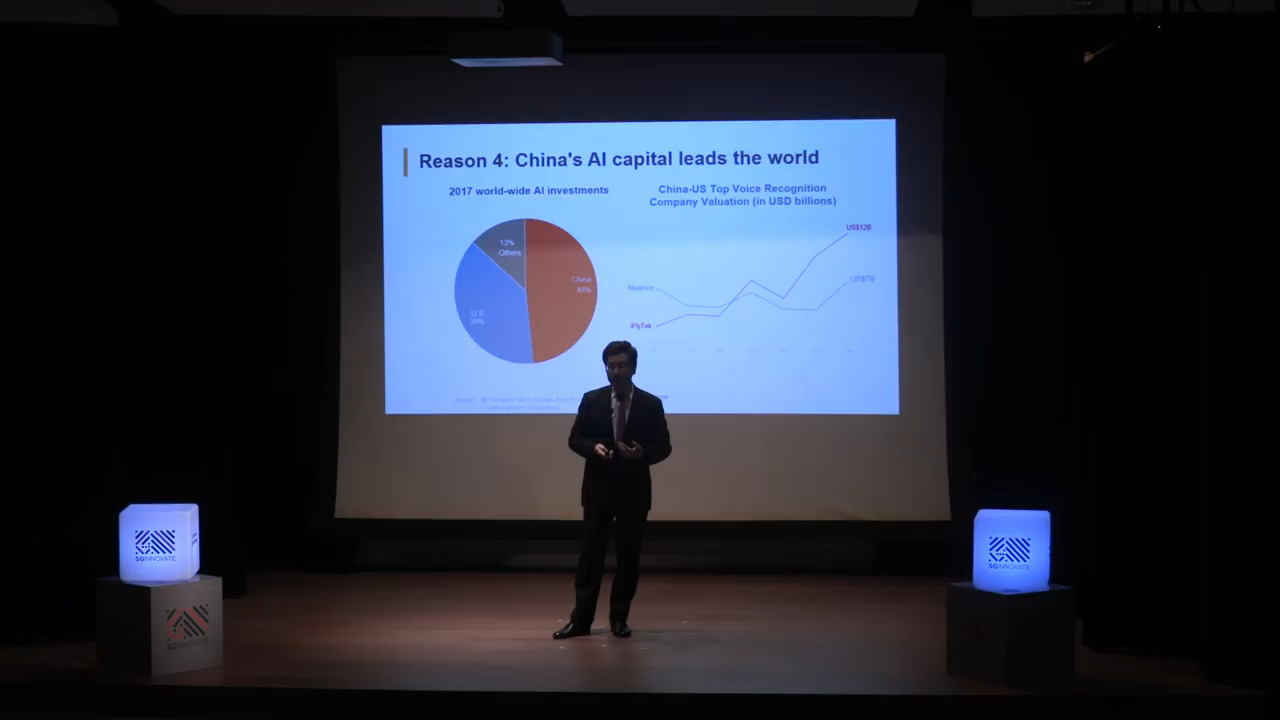 Reason 4: China's AI capital leads the world
2017 world-wide AI investments
China-US Top Voice Recognition
Company Valuation (in USD billions)
13%
Others
China
48%
U.S
38%
Nuance
iFlyTek
US$12B
US$7B
SGINNOVATE
SGINNOVATE
SGINNOVATE